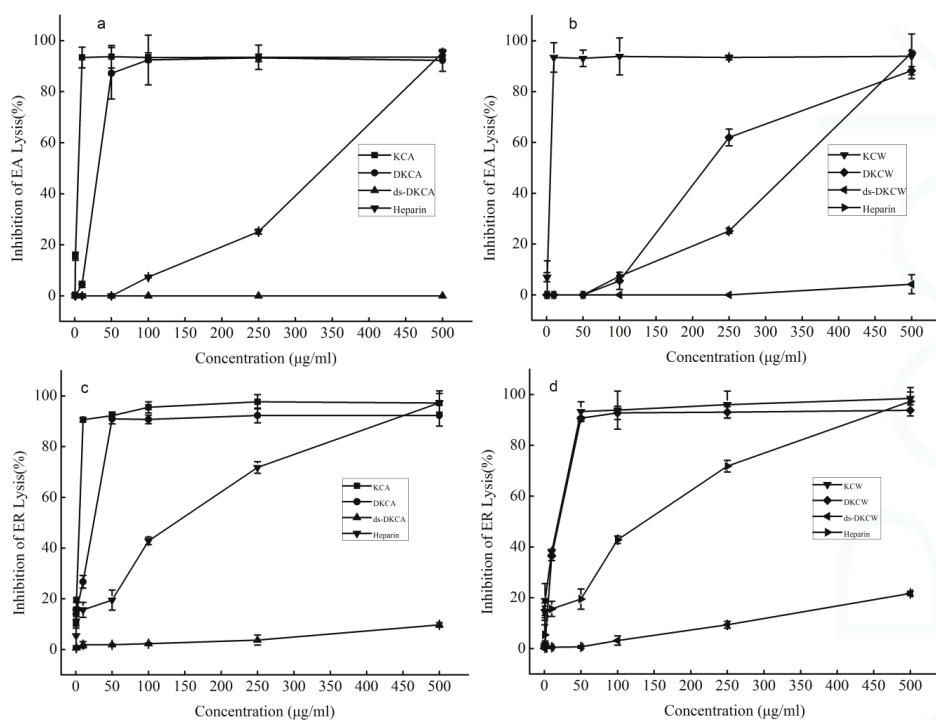 a
Inhibition of EA Lysis(%)
100
80
60
40
20
0
KCA
DKCA
ds-DKCA
Heparin
0 50 100 150 200 250 300 350 400 450 500
Concentration (μg/ml)
b
Inhibition of EA Lysis(%)
100
80
60
40
20
0
KCW
DKCW
ds-DKCW
Heparin
0 50 100 150 200 250 300 350 400 450 500
Concentration (μg/ml)
c
Inhibition of ER Lysis(%)
100
80
60
40
20
0
KCA
DKCA
ds-DKCA
Heparin
0 50 100 150 200 250 300 350 400 450 500
Concentration (μg/ml)
d
Inhibition of ER Lysis(%)
100
80
60
40
20
0
KCW
DKCW
ds-DKCW
Heparin
0 50 100 150 200 250 300 350 400 450 500
Concentration (μg/ml)